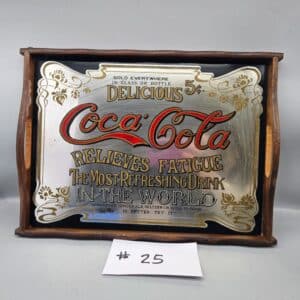 SOLD EVERYWHERE
IN GLASS OR BOTTLE
DELICIOUS 5¢
Coca-Cola
RELIEVES FATIGUE
THE MOST REFRESHING DRINK
IN THE WORLD
# 25